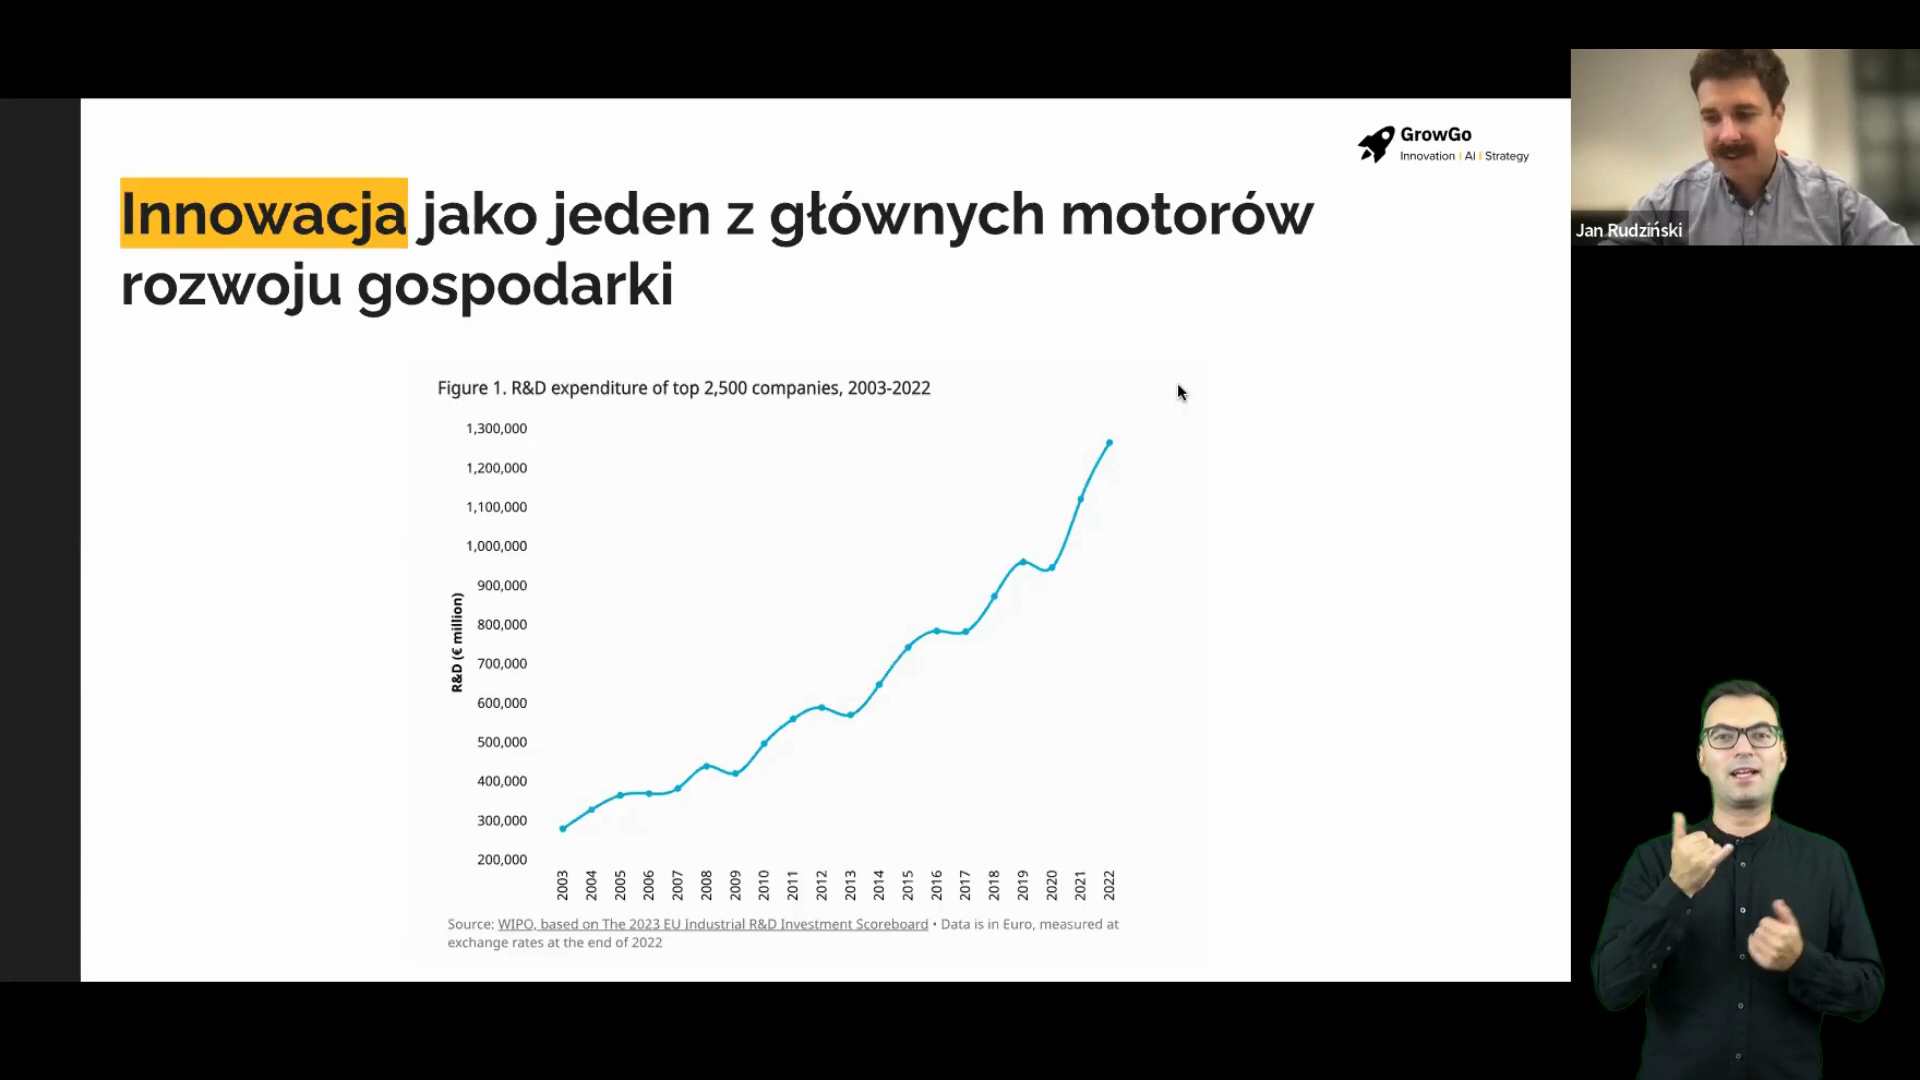 GrowGo
Innovation | AI | Strategy
Innowacja jako jeden z głównych motorów
rozwoju gospodarki
Jan Rudziński
Figure 1. R&D expenditure of top 2,500 companies, 2003-2022
R&D (€ million)
1,300,000
1,200,000
1,100,000
1,000,000
900,000
800,000
700,000
600,000
500,000
400,000
300,000
200,000
2003 2004 2005 2006 2007 2008 2009 2010 2011 2012 2013 2014 2015 2016 2017 2018 2019 2020 2021 2022
Source: WIPO, based on The 2023 EU Industrial R&D Investment Scoreboard • Data is in Euro, measured at
exchange rates at the end of 2022